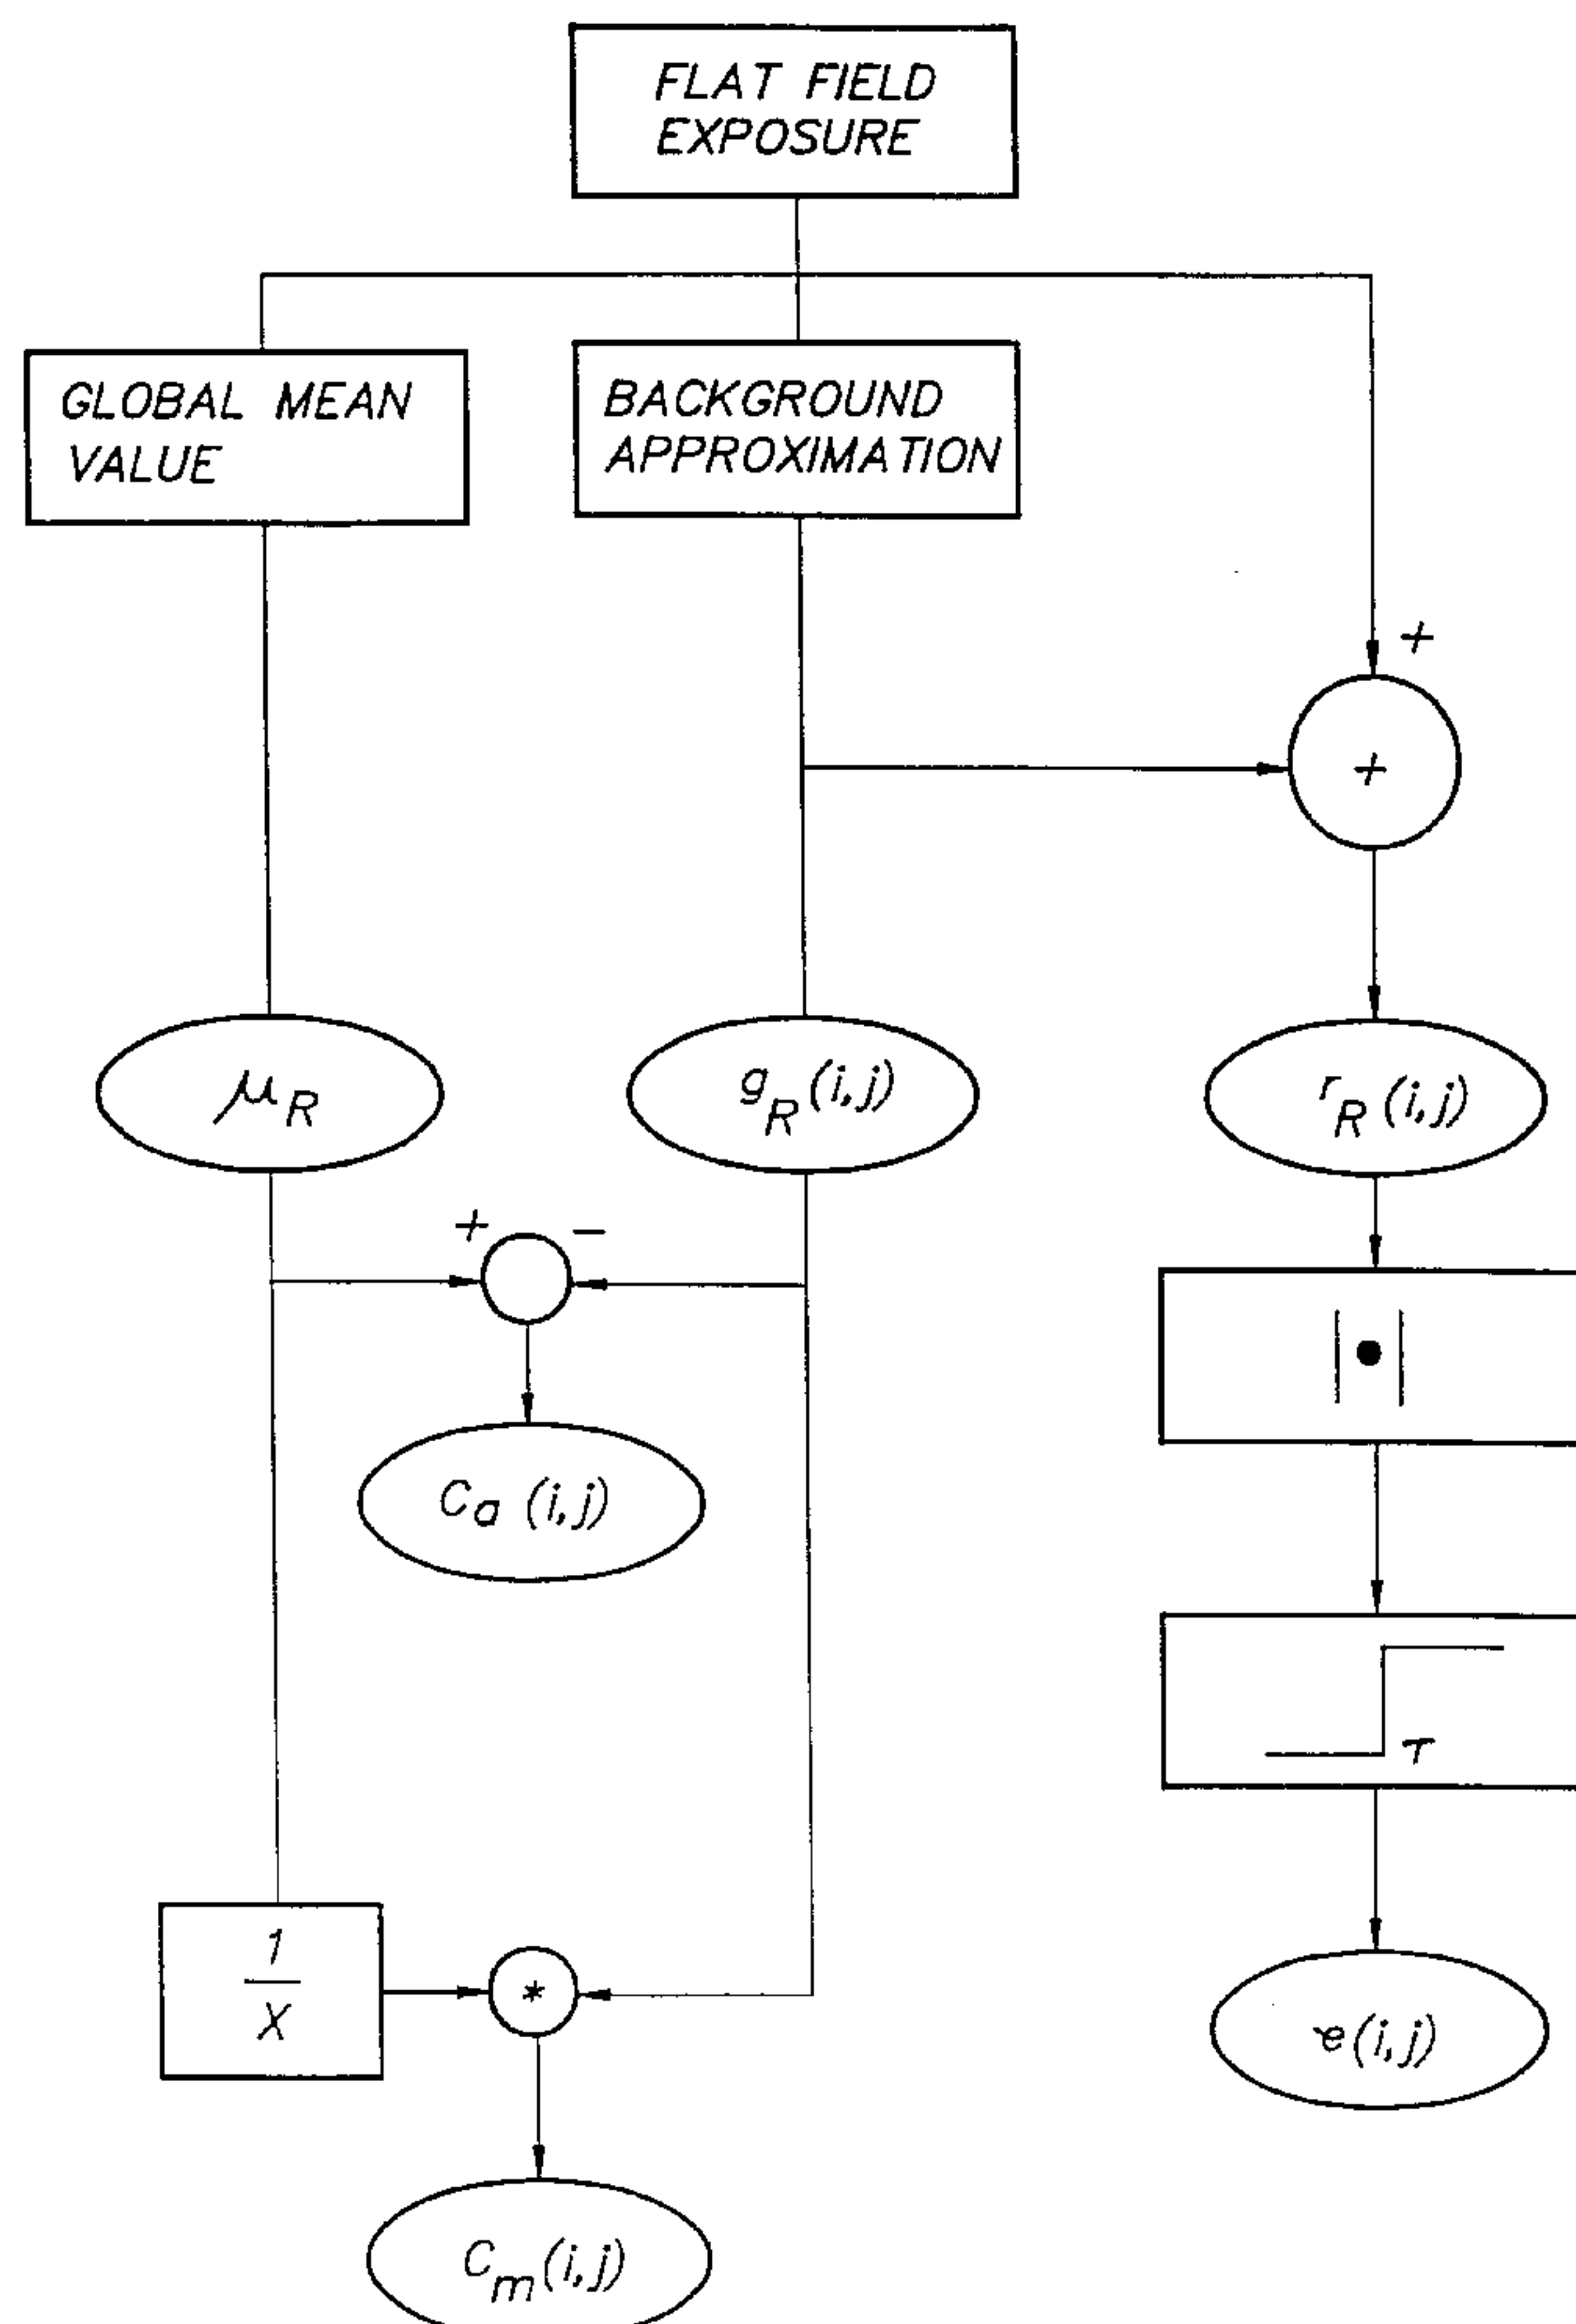 FLAT FIELD
EXPOSURE
GLOBAL MEAN
VALUE
BACKGROUND
APPROXIMATION
+
+
μR
gR(i,j)
rR(i,j)
+
−
|●|
Ca(i,j)
T
1
X
*
e(i,j)
Cm(i,j)